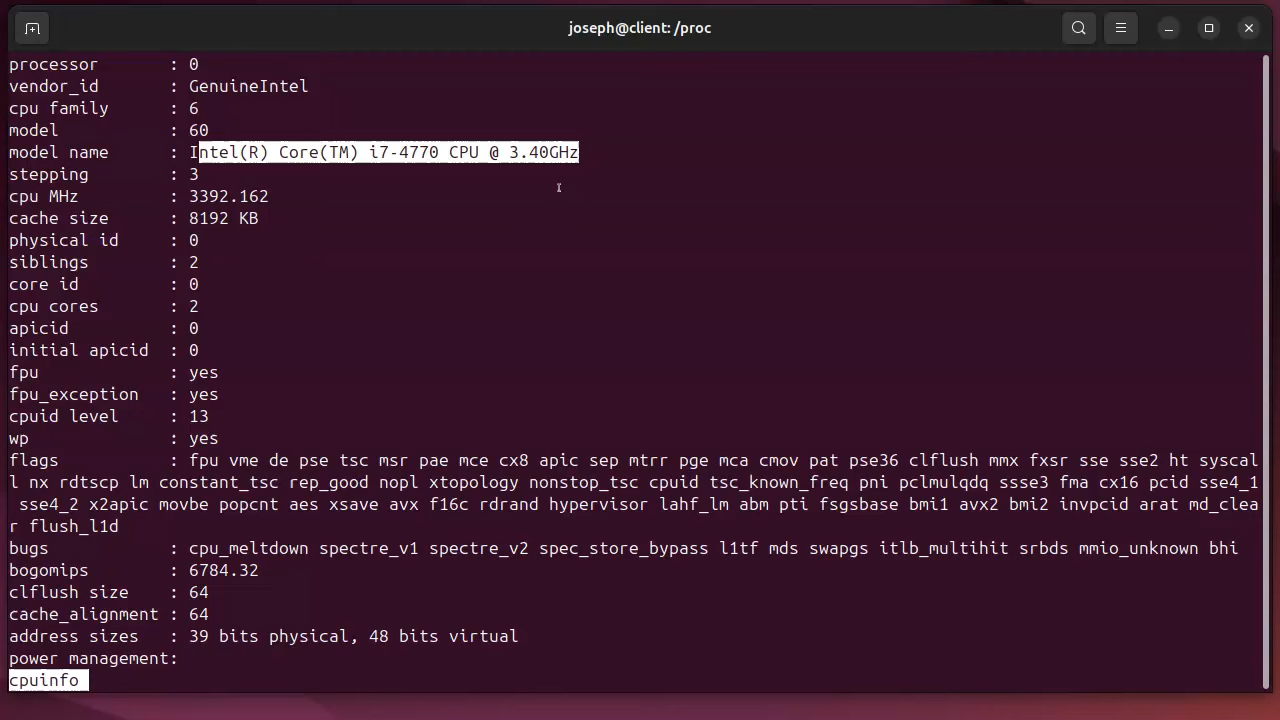 joseph@client: /proc
processor : 0
vendor_id : GenuineIntel
cpu family : 6
model : 60
model name : Intel(R) Core(TM) i7-4770 CPU @ 3.40GHz
stepping : 3
cpu MHz : 3392.162
cache size : 8192 KB
physical id : 0
siblings : 2
core id : 0
cpu cores : 2
apicid : 0
initial apicid : 0
fpu : yes
fpu_exception : yes
cpuid level : 13
wp : yes
flags : fpu vme de pse tsc msr pae mce cx8 apic sep mtrr pge mca cmov pat pse36 clflush mmx fxsr sse sse2 ht syscal
l nx rdtscp lm constant_tsc rep_good nopl xtopology nonstop_tsc cpuid tsc_known_freq pni pclmulqdq ssse3 fma cx16 pcid sse4_1
sse4_2 x2apic movbe popcnt aes xsave avx f16c rdrand hypervisor lahf_lm abm pti fsgsbase bmi1 avx2 bmi2 invpcid arat md_clea
r flush_l1d
bugs : cpu_meltdown spectre_v1 spectre_v2 spec_store_bypass l1tf mds swapgs itlb_multihit srbds mmio_unknown bhi
bogomips : 6784.32
clflush size : 64
cache_alignment : 64
address sizes : 39 bits physical, 48 bits virtual
power management:
cpuinfo